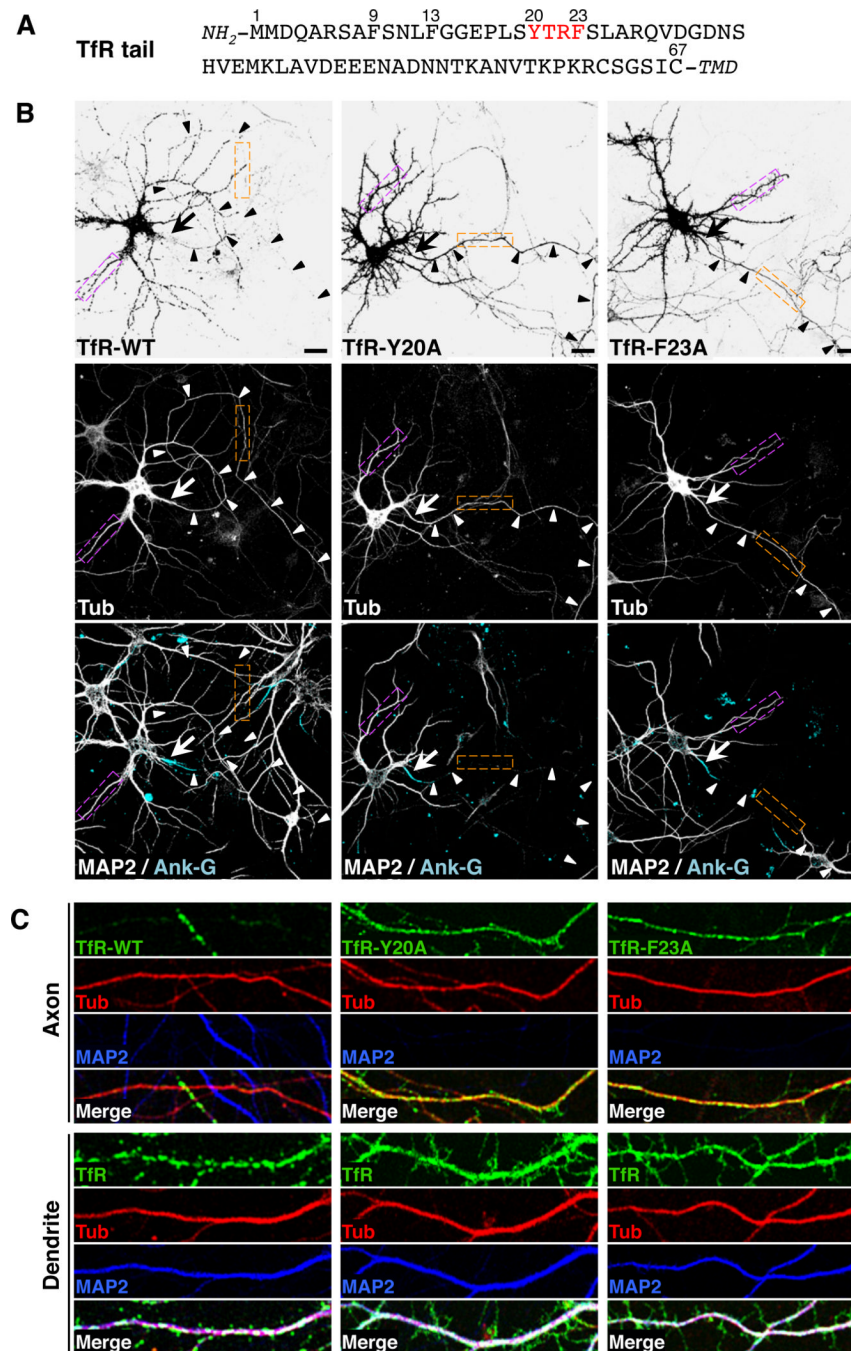 A
1 9 13 20 23
TfR tail
NH2-MMDQARSAFSNLFGGEPLSYTRFSLARQVDGDNS
67
HVEMKLAVDEEENADNNTKANVTKPKRCSGSIC-TMD
B
TfR-WT TfR-Y20A TfR-F23A
Tub Tub Tub
MAP2 / Ank-G MAP2 / Ank-G MAP2 / Ank-G
C
Axon
TfR-WT TfR-Y20A TfR-F23A
Tub Tub Tub
MAP2 MAP2 MAP2
Merge Merge Merge
Dendrite
TfR TfR TfR
Tub Tub Tub
MAP2 MAP2 MAP2
Merge Merge Merge